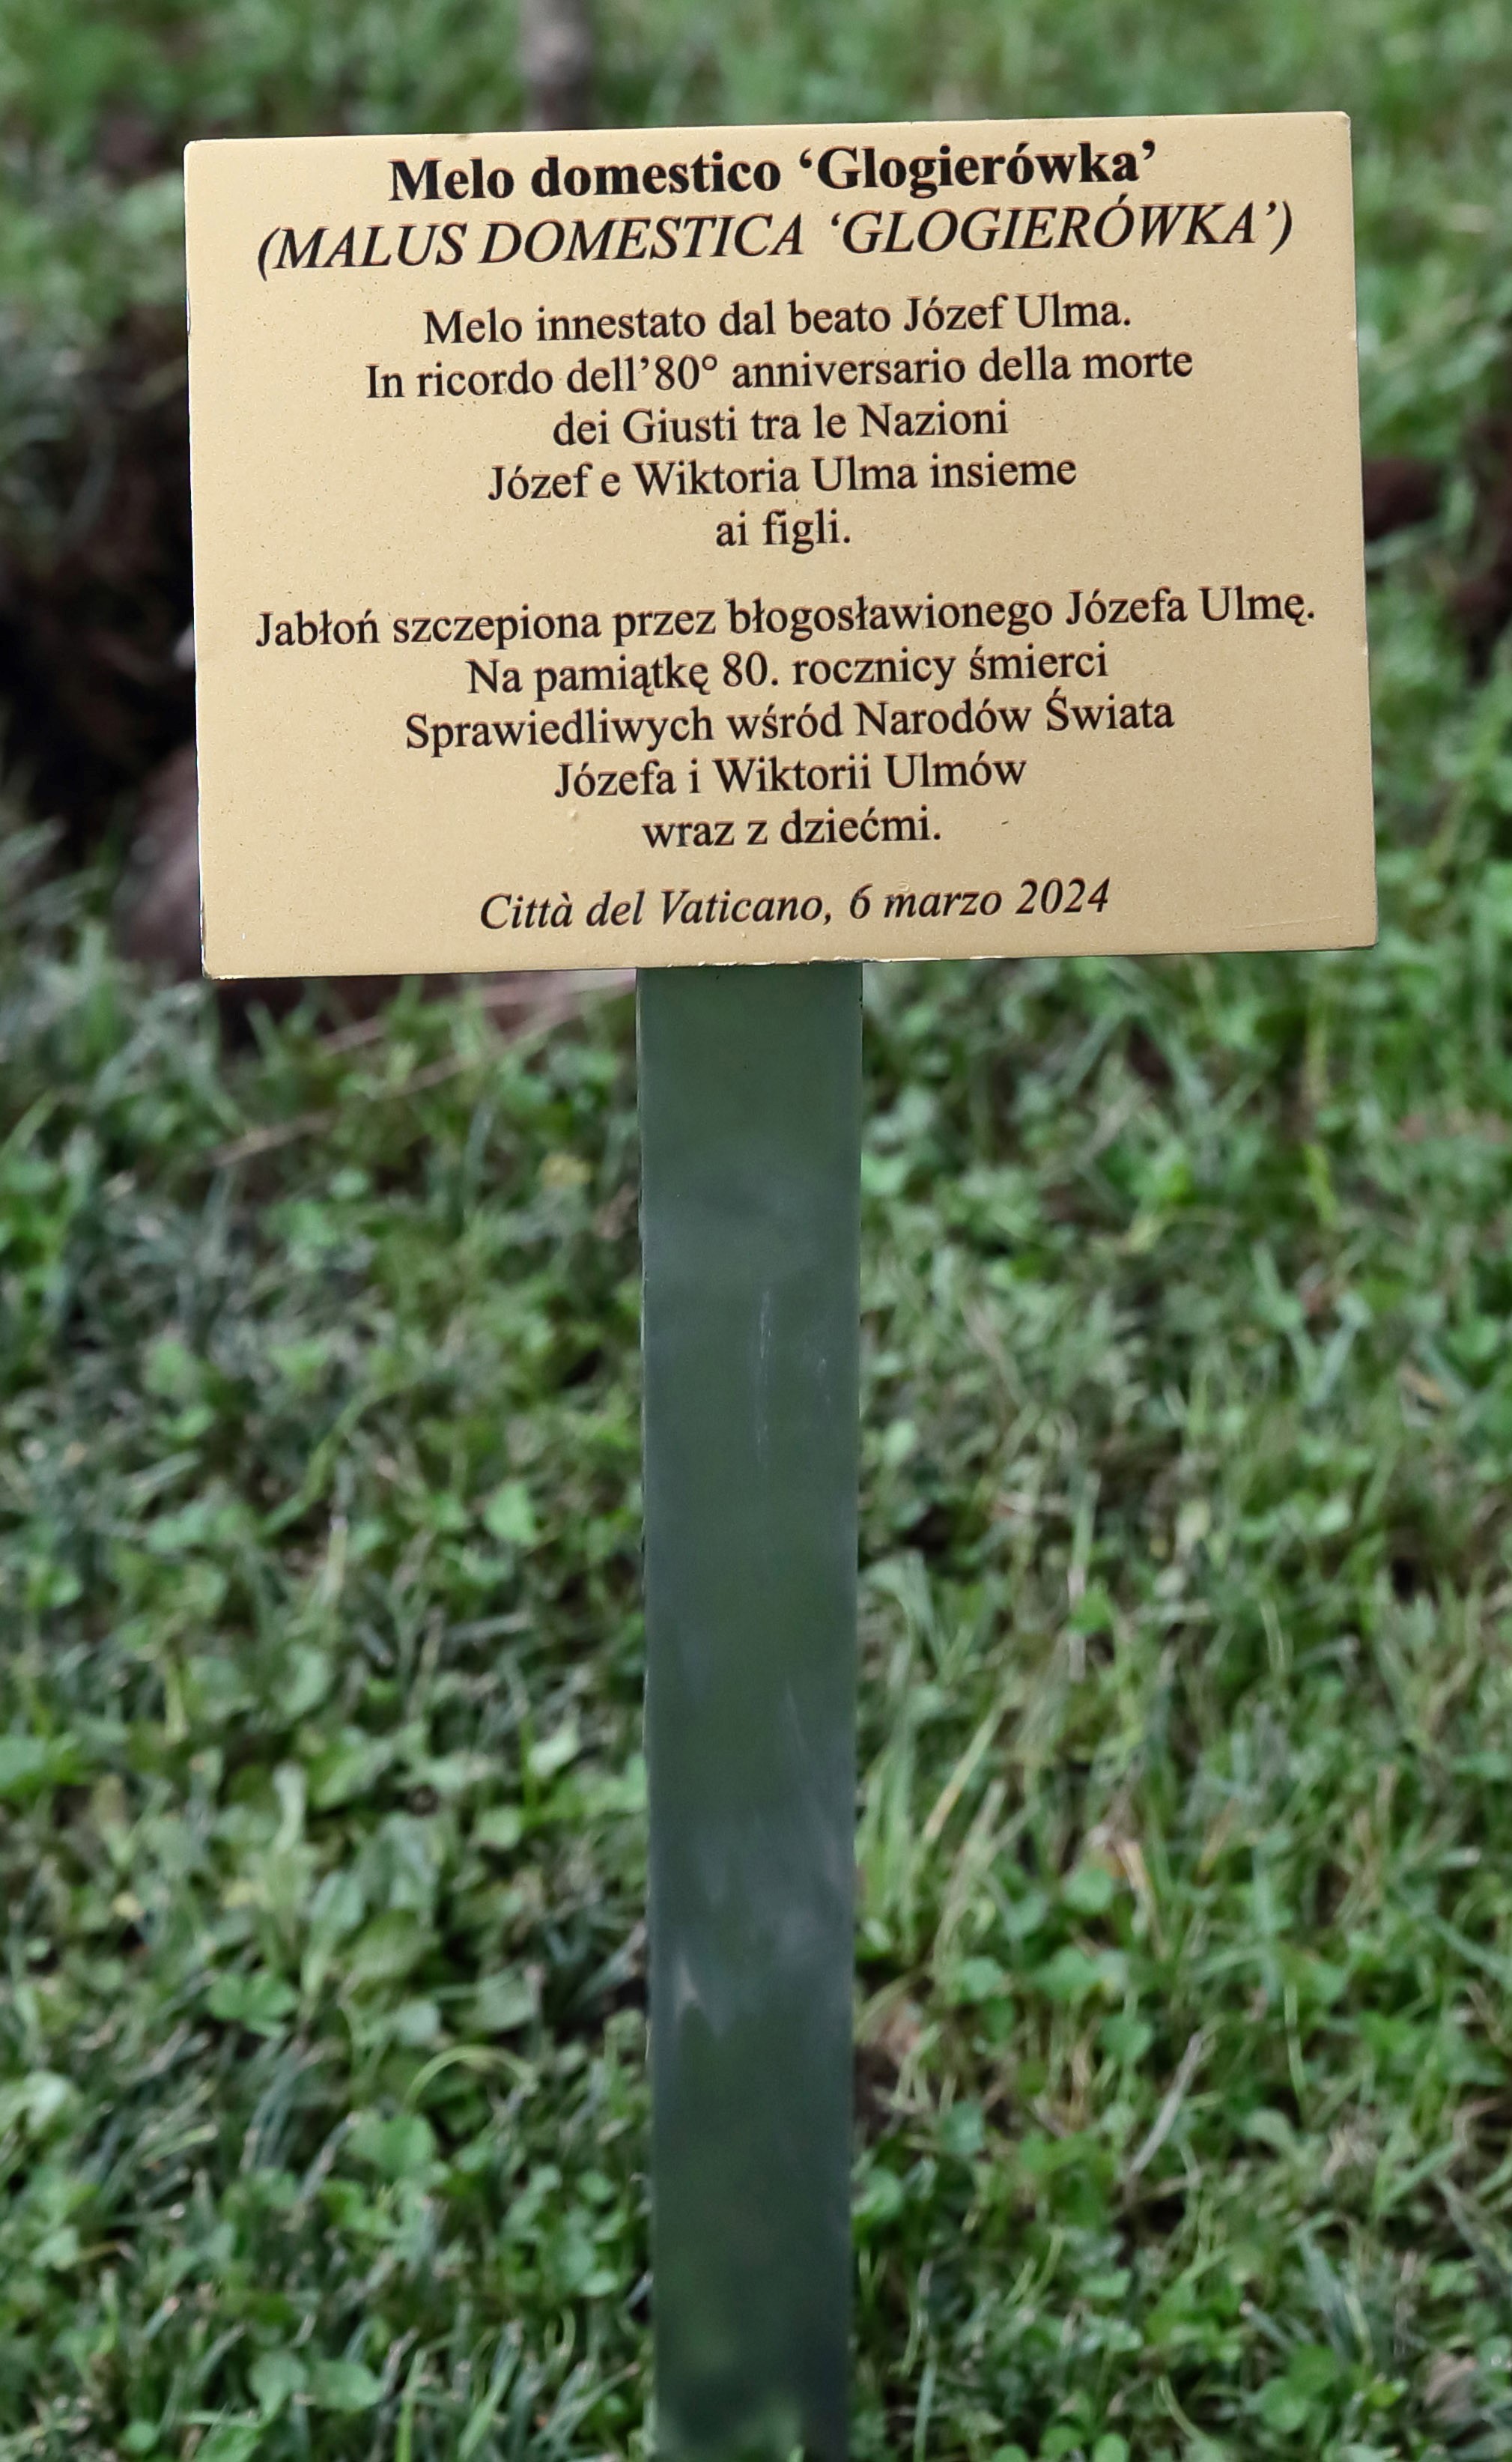 Melo domestico ‘Glogierówka’
(MALUS DOMESTICA ‘GLOGIERÓWKA’)
Melo innestato dal beato Józef Ulma.
In ricordo dell’80° anniversario della morte
dei Giusti tra le Nazioni
Józef e Wiktoria Ulma insieme
ai figli.
Jabłoń szczepiona przez błogosławionego Józefa Ulmę.
Na pamiątkę 80. rocznicy śmierci
Sprawiedliwych wśród Narodów Świata
Józefa i Wiktorii Ulmów
wraz z dziećmi.
Città del Vaticano, 6 marzo 2024